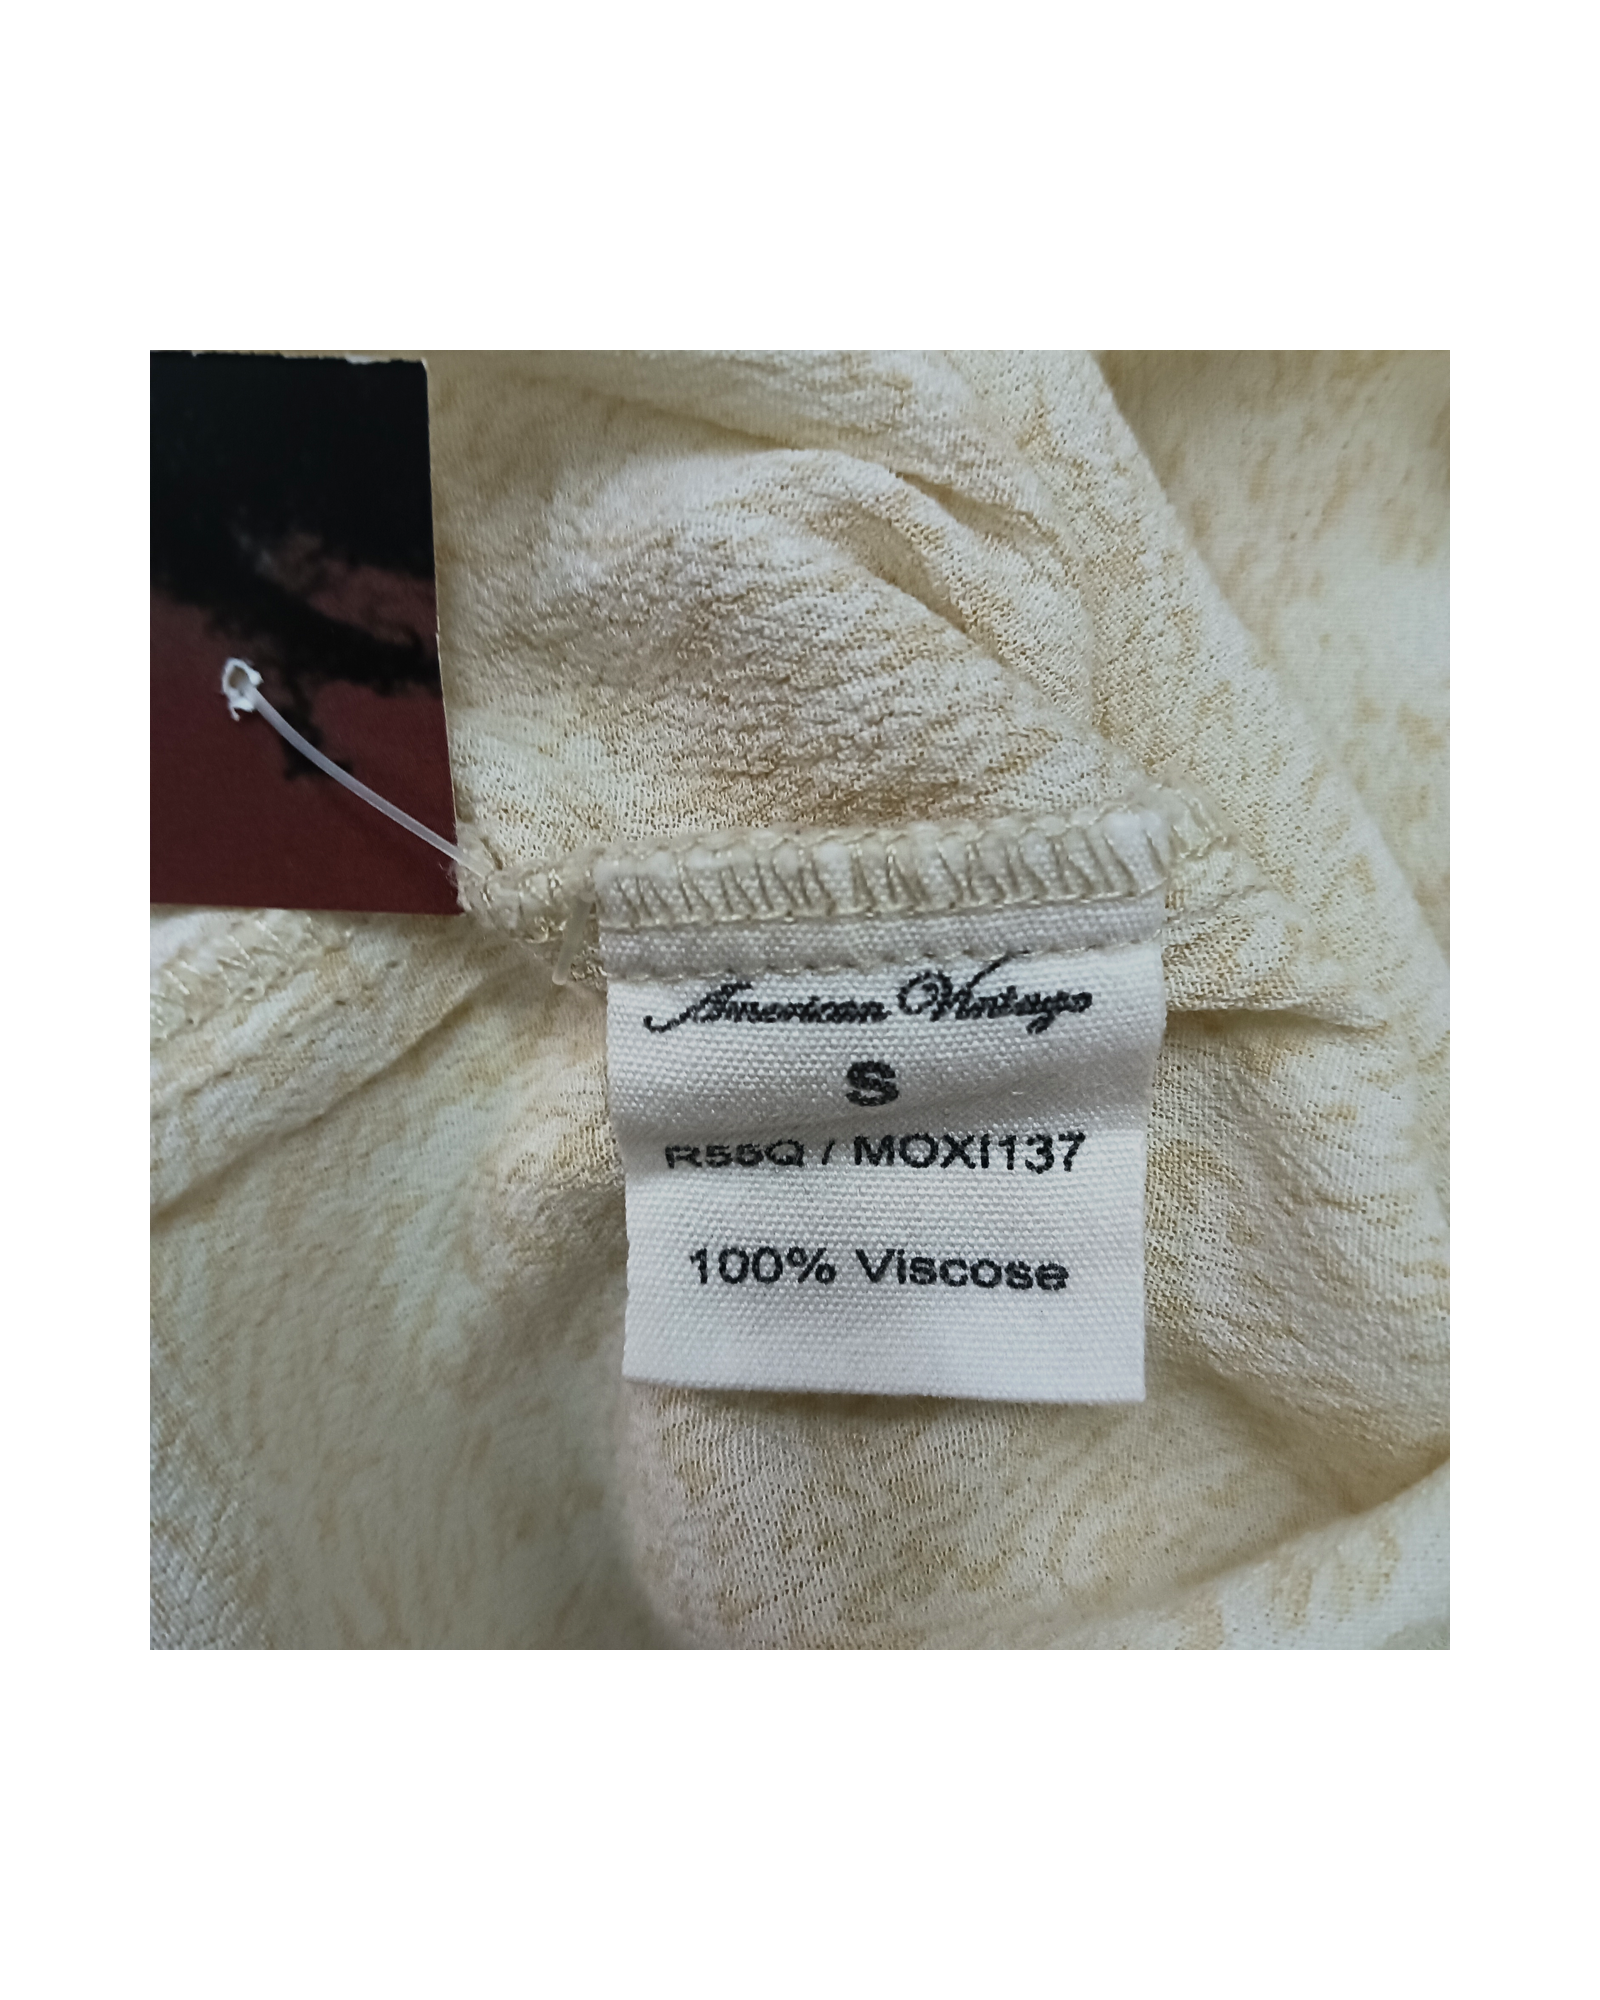 American Vintage
S
R55Q / MOXI137
100% Viscose